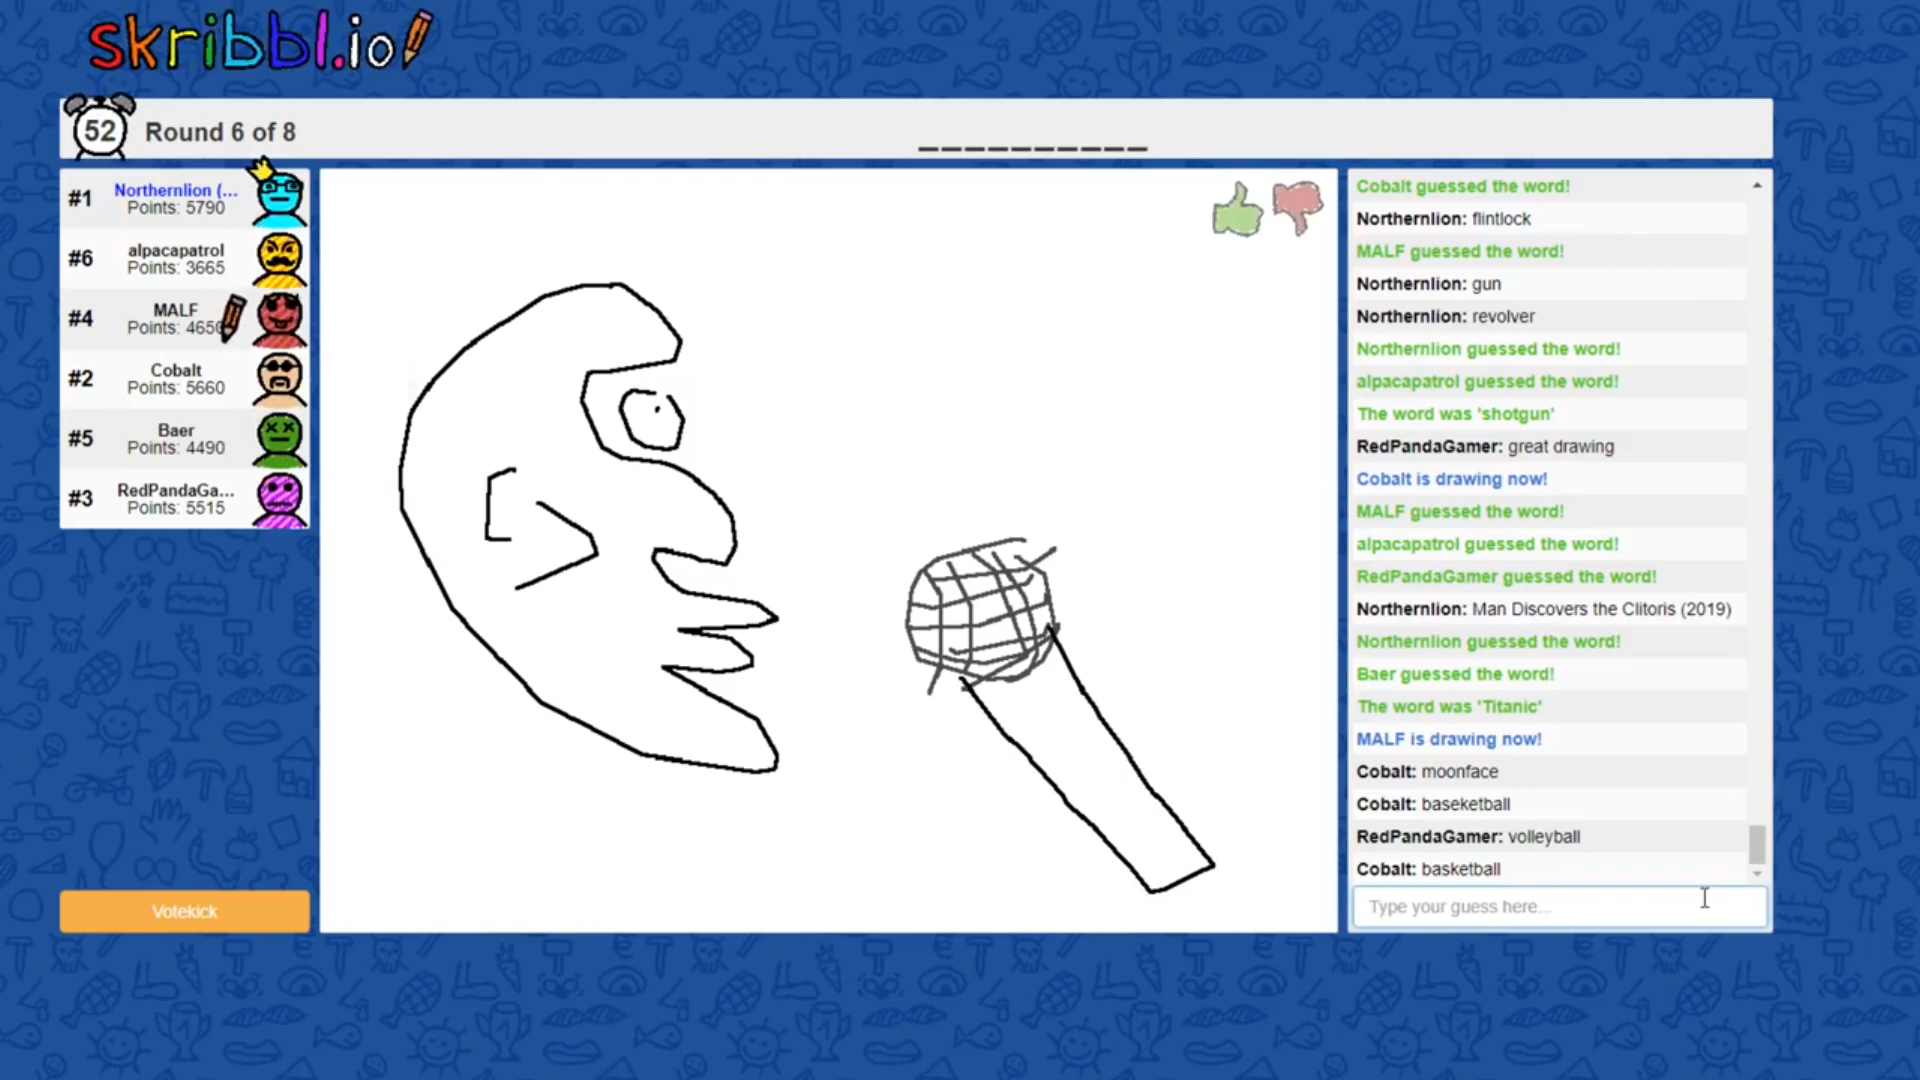 skribbl.io
52
Round 6 of 8
__________
#1
Northernlion (...
Points: 5790
#6
alpacapatrol
Points: 3665
#4
MALF
Points: 4650
#2
Cobalt
Points: 5660
#5
Baer
Points: 4490
#3
RedPandaGa...
Points: 5515
Votekick
Cobalt guessed the word!
Northernlion: flintlock
MALF guessed the word!
Northernlion: gun
Northernlion: revolver
Northernlion guessed the word!
alpacapatrol guessed the word!
The word was 'shotgun'
RedPandaGamer: great drawing
Cobalt is drawing now!
MALF guessed the word!
alpacapatrol guessed the word!
RedPandaGamer guessed the word!
Northernlion: Man Discovers the Clitoris (2019)
Northernlion guessed the word!
Baer guessed the word!
The word was 'Titanic'
MALF is drawing now!
Cobalt: moonface
Cobalt: baseketball
RedPandaGamer: volleyball
Cobalt: basketball
Type your guess here...